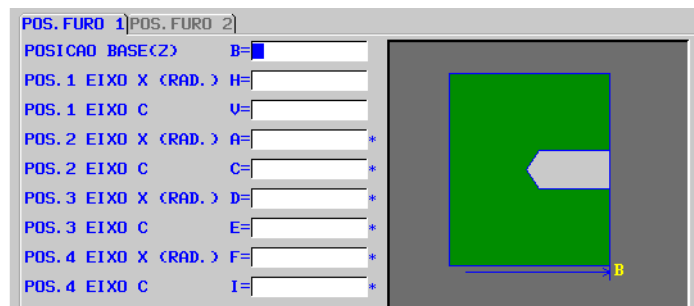 POS.FURO 1 POS.FURO 2
POSICAO BASE(Z) B=
POS.1 EIXO X (RAD.) H=
POS.1 EIXO C V=
POS.2 EIXO X (RAD.) A= *
POS.2 EIXO C C= *
POS.3 EIXO X (RAD.) D= *
POS.3 EIXO C E= *
POS.4 EIXO X (RAD.) F= *
POS.4 EIXO C I= *
B